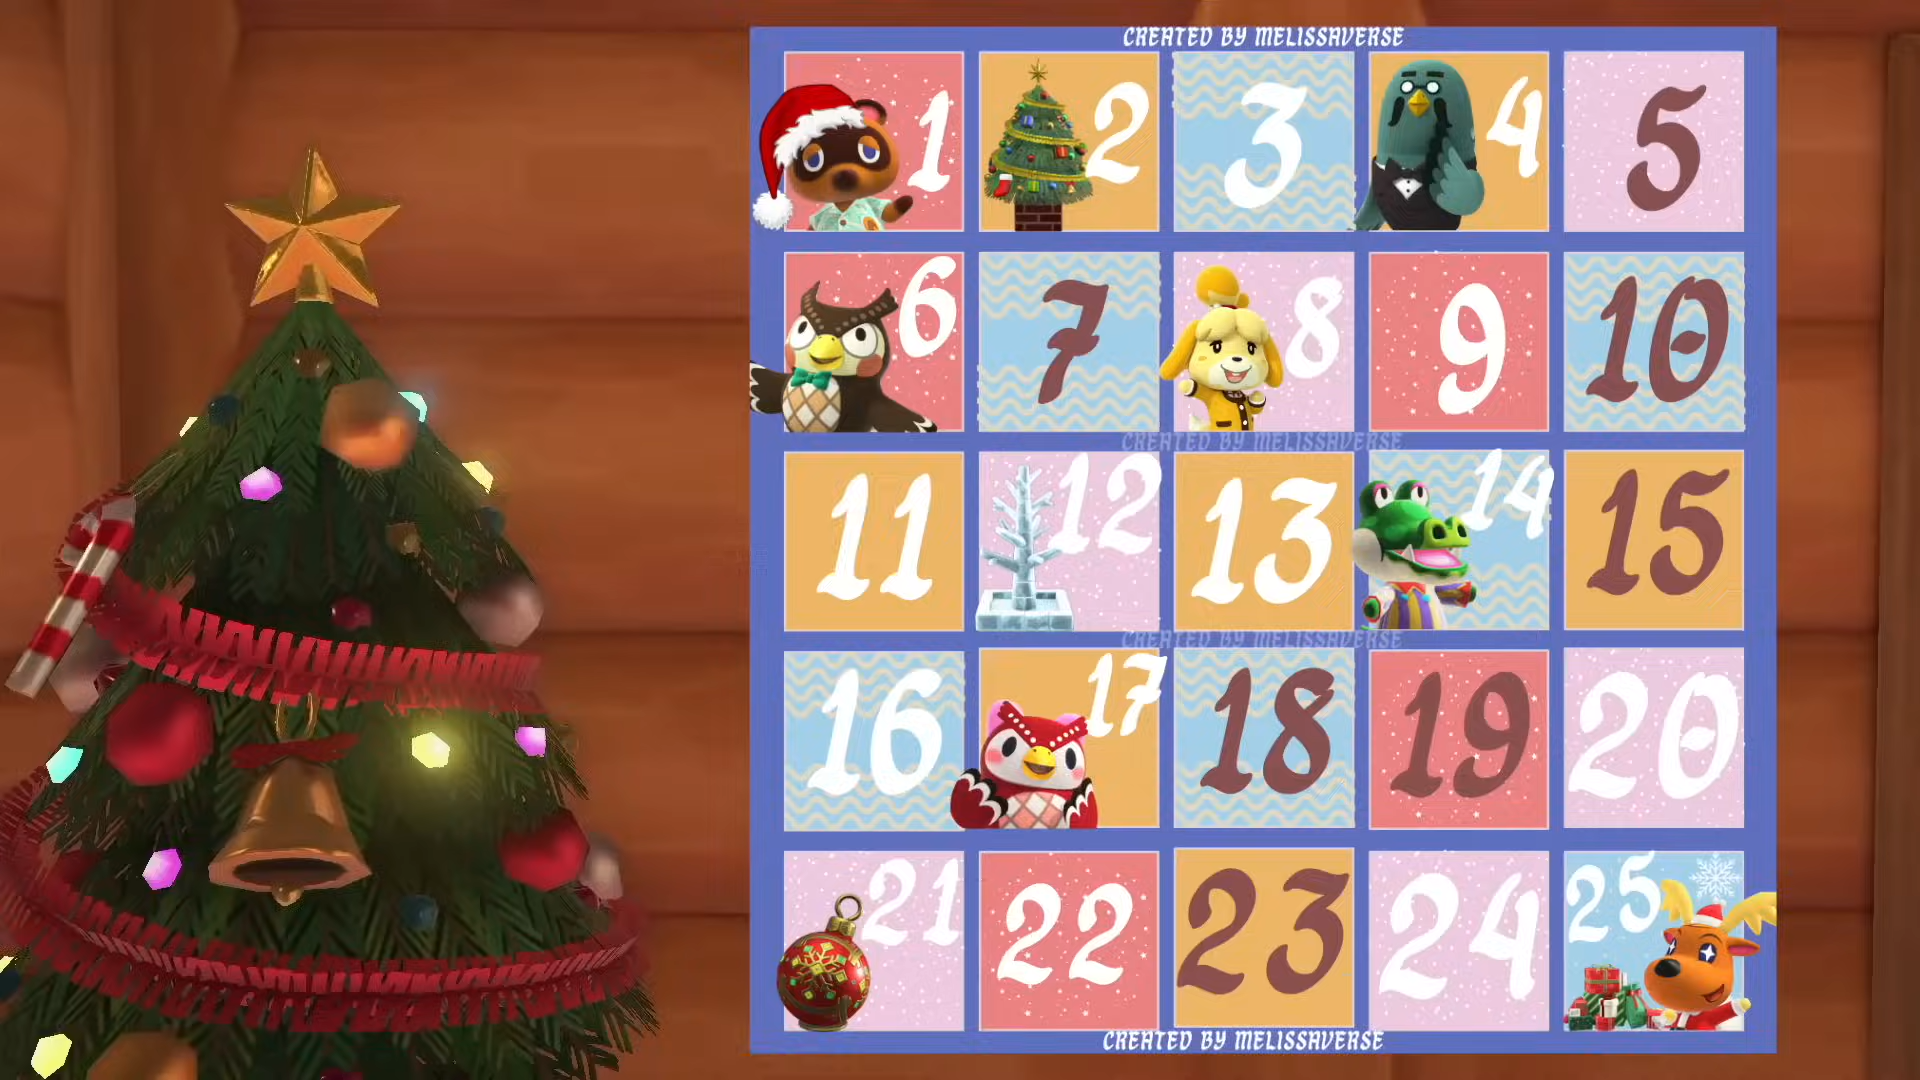 CREATED BY MELISSAVERSE
1 2 3 4 5
6 7 8 9 10
CREATED BY MELISSAVERSE
11 12 13 14 15
CREATED BY MELISSAVERSE
16 17 18 19 20
21 22 23 24 25
CREATED BY MELISSAVERSE